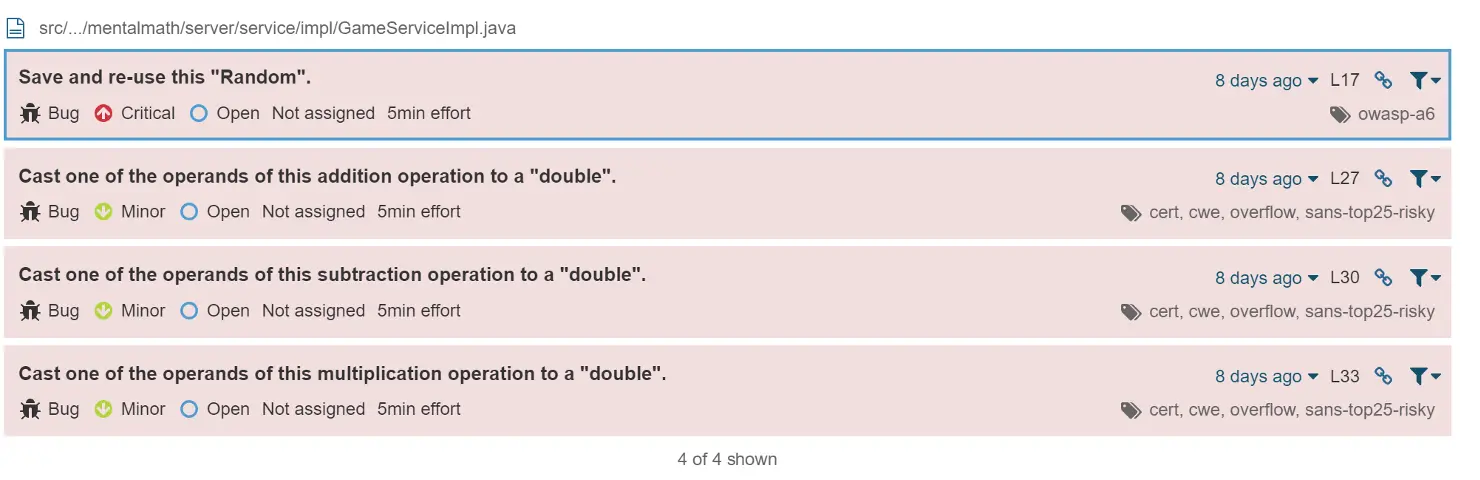 src/.../mentalmath/server/service/impl/GameServiceImpl.java
Save and re-use this "Random". 8 days ago L17
Bug Critical Open Not assigned 5min effort owasp-a6
Cast one of the operands of this addition operation to a "double". 8 days ago L27
Bug Minor Open Not assigned 5min effort cert, cwe, overflow, sans-top25-risky
Cast one of the operands of this subtraction operation to a "double". 8 days ago L30
Bug Minor Open Not assigned 5min effort cert, cwe, overflow, sans-top25-risky
Cast one of the operands of this multiplication operation to a "double". 8 days ago L33
Bug Minor Open Not assigned 5min effort cert, cwe, overflow, sans-top25-risky
4 of 4 shown